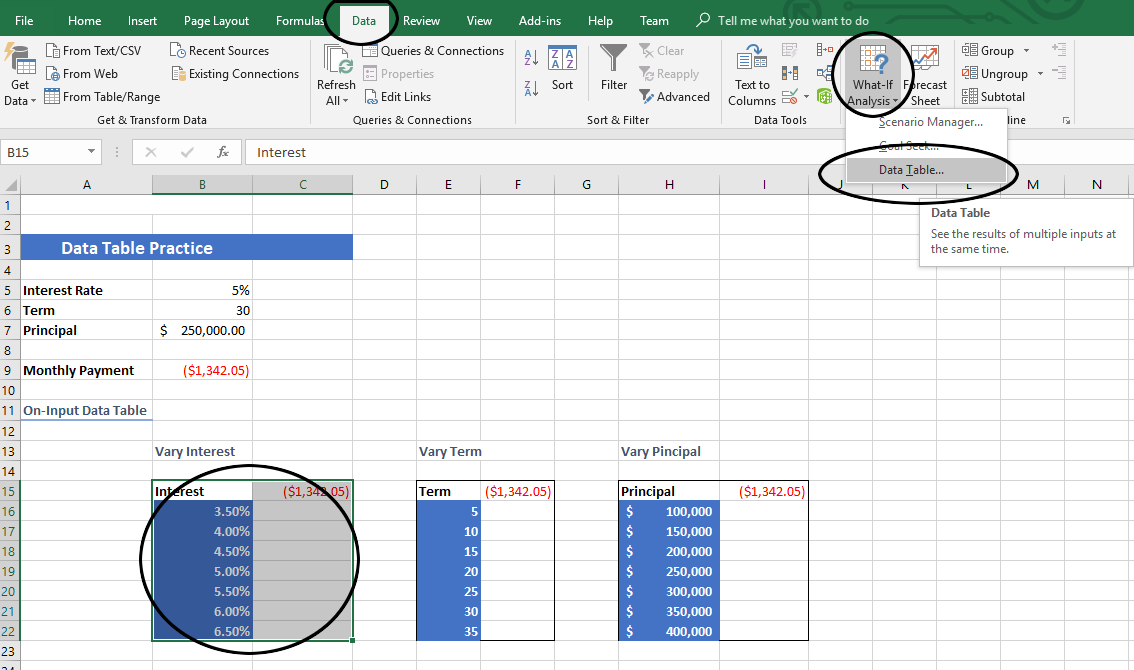 File Home Insert Page Layout Formulas Data Review View Add-ins Help Team Tell me what you want to do
From Text/CSV Recent Sources Queries & Connections Clear Group
From Web Existing Connections Properties Reapply Ungroup
Get Data From Table/Range Refresh All Edit Links Sort Filter Advanced Text to Columns What-If Analysis Forecast Sheet Subtotal
Get & Transform Data Queries & Connections Sort & Filter Data Tools line
Scenario Manager...
Goal Seek...
Data Table...
Data Table
See the results of multiple inputs at
the same time.
B15 fx Interest
A B C D E F G H I J K L M N
1
2
3 Data Table Practice
4
5 Interest Rate 5%
6 Term 30
7 Principal $ 250,000.00
8
9 Monthly Payment ($1,342.05)
10
11 On-Input Data Table
12
13 Vary Interest Vary Term Vary Pincipal
14
15 Interest ($1,342.05) Term ($1,342.05) Principal ($1,342.05)
16 3.50% 5 $ 100,000
17 4.00% 10 $ 150,000
18 4.50% 15 $ 200,000
19 5.00% 20 $ 250,000
20 5.50% 25 $ 300,000
21 6.00% 30 $ 350,000
22 6.50% 35 $ 400,000
23